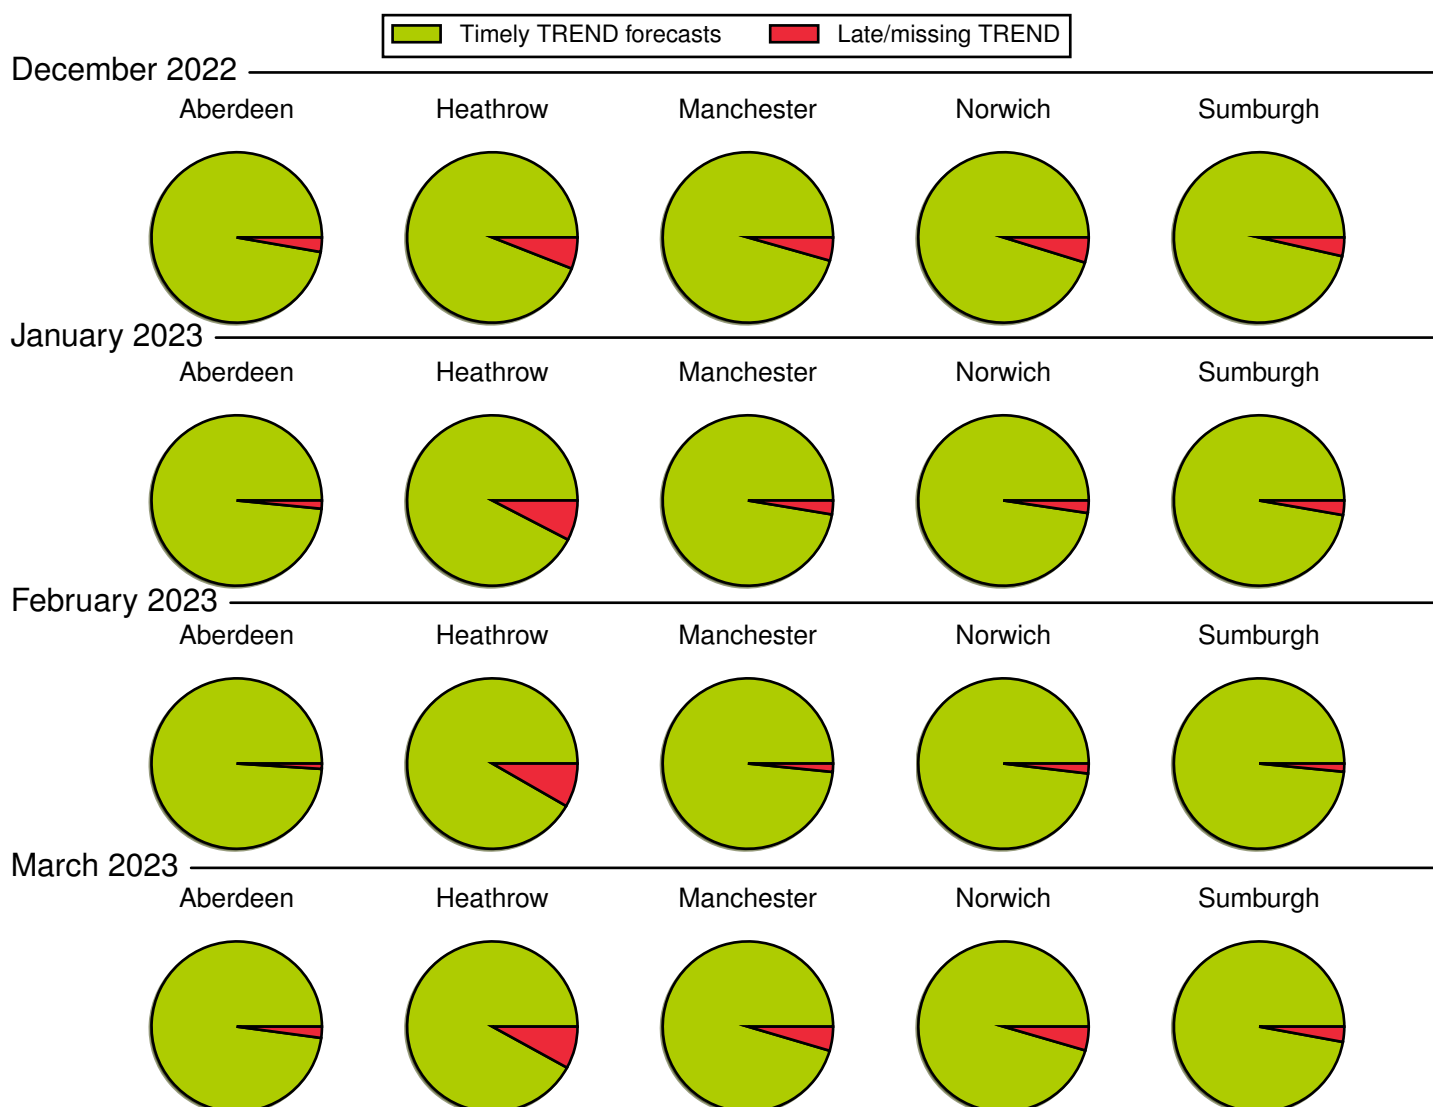 Timely TREND forecasts Late/missing TREND
December 2022
Aberdeen Heathrow Manchester Norwich Sumburgh
January 2023
Aberdeen Heathrow Manchester Norwich Sumburgh
February 2023
Aberdeen Heathrow Manchester Norwich Sumburgh
March 2023
Aberdeen Heathrow Manchester Norwich Sumburgh